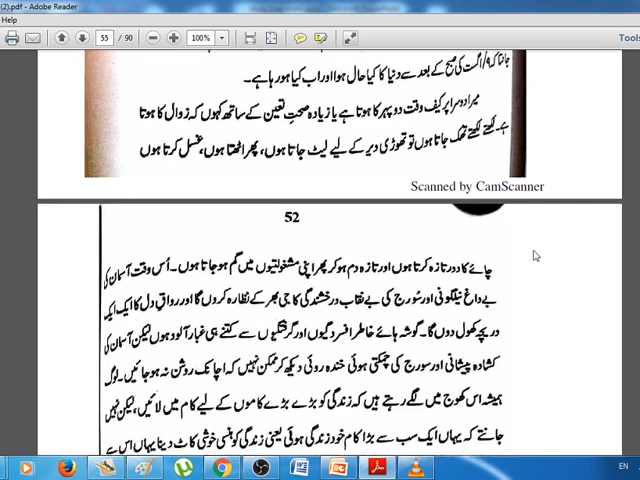 (2).pdf - Adobe Reader
Help
55 / 90
100%
Tools
جانتا کہ ۹/اگست کی صبح کے بعد سے دنیا کا کیا حال ہوا اور اب کیا ہو رہا ہے۔
میرا دوسرا پر کیف وقت دوپہر کا ہوتا ہے یا زیادہ صحتِ تعین کے ساتھ کہوں کہ زوال کا ہوتا
ہے۔ لکھتے لکھتے تھک جاتا ہوں تو تھوڑی دیر کے لیے لیٹ جاتا ہوں، پھر اٹھتا ہوں، غسل کرتا ہوں
Scanned by CamScanner
52
چائے کا دور تازہ کرتا ہوں اور تازہ دم ہو کر پھر اپنی مشغولیتوں میں گم ہو جاتا ہوں۔ اُس وقت آسمان کی
بے داغ نیلگونی اور سورج کی بے نقاب درخشندگی کا جی بھر کے نظارہ کروں گا اور رواقِ دل کا ایک ایک
دریچہ کھول دوں گا۔ گوشہ ہائے خاطر افسردگیوں اور گرفتگیوں سے کتنے ہی غبار آلود ہوں لیکن آسمان کی
کشادہ پیشانی اور سورج کی چمکتی ہوئی خندہ روئی دیکھ کر ممکن نہیں کہ اچانک روشن نہ ہو جائیں۔ لوگ
ہمیشہ اس کھوج میں لگے رہتے ہیں کہ زندگی کو بڑے بڑے کاموں کے لیے کام میں لائیں، لیکن نہیں
جانتے کہ یہاں ایک سب سے بڑا کام خود زندگی ہوئی یعنی زندگی کو ہنسی خوشی کاٹ دینا یہاں اس سے
EN